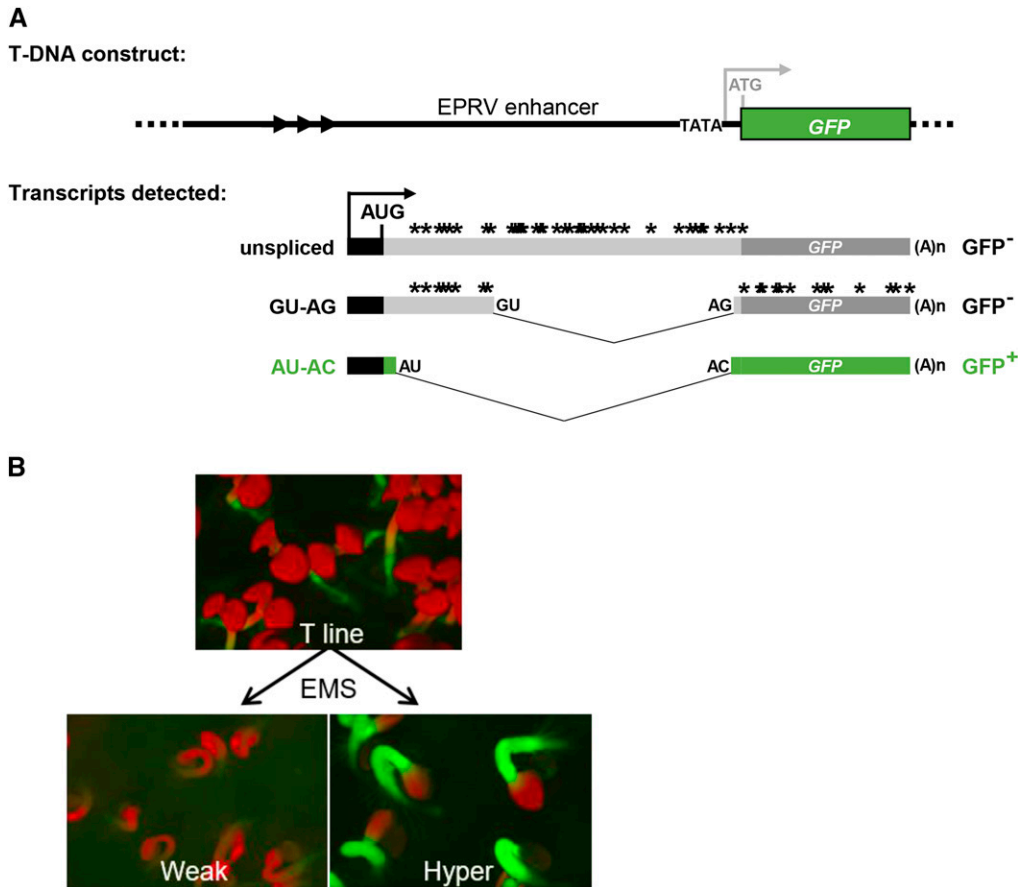 A
T-DNA construct:
EPRV enhancer
TATA
ATG
GFP
Transcripts detected:
AUG
unspliced
GFP
(A)n
GFP-
GU-AG
GU
AG
GFP
(A)n
GFP-
AU-AC
AU
AC
GFP
(A)n
GFP+
B
T line
EMS
Weak
Hyper